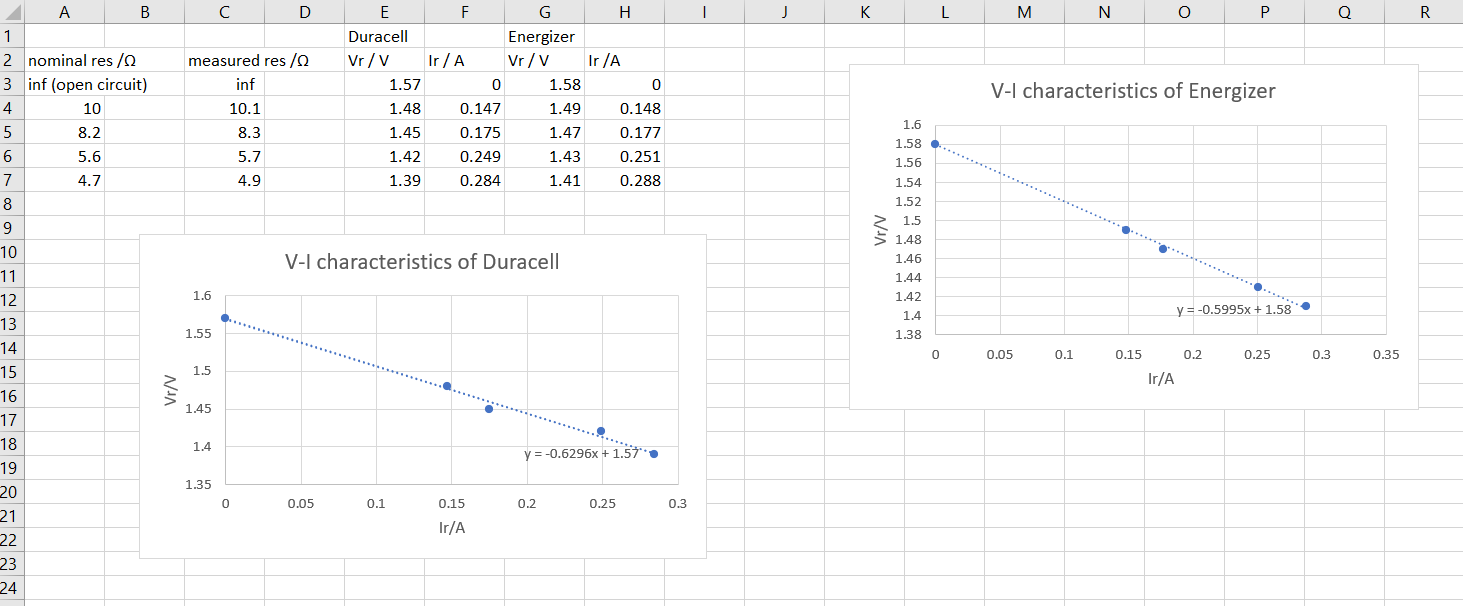 A B C D E F G H I J K L M N O P Q R
1 Duracell Energizer
2 nominal res /Ω measured res /Ω Vr / V Ir / A Vr / V Ir /A
3 inf (open circuit) inf 1.57 0 1.58 0
4 10 10.1 1.48 0.147 1.49 0.148
5 8.2 8.3 1.45 0.175 1.47 0.177
6 5.6 5.7 1.42 0.249 1.43 0.251
7 4.7 4.9 1.39 0.284 1.41 0.288
8
9
10
11
12
13
14
15
16
17
18
19
20
21
22
23
24
V-I characteristics of Energizer
1.6
1.58
1.56
1.54
1.52
1.5
1.48
1.46
1.44
1.42
1.4
1.38
Vr/V
y = -0.5995x + 1.58
0 0.05 0.1 0.15 0.2 0.25 0.3 0.35
Ir/A
V-I characteristics of Duracell
1.6
1.55
1.5
1.45
1.4
1.35
Vr/V
y = -0.6296x + 1.57
0 0.05 0.1 0.15 0.2 0.25 0.3
Ir/A